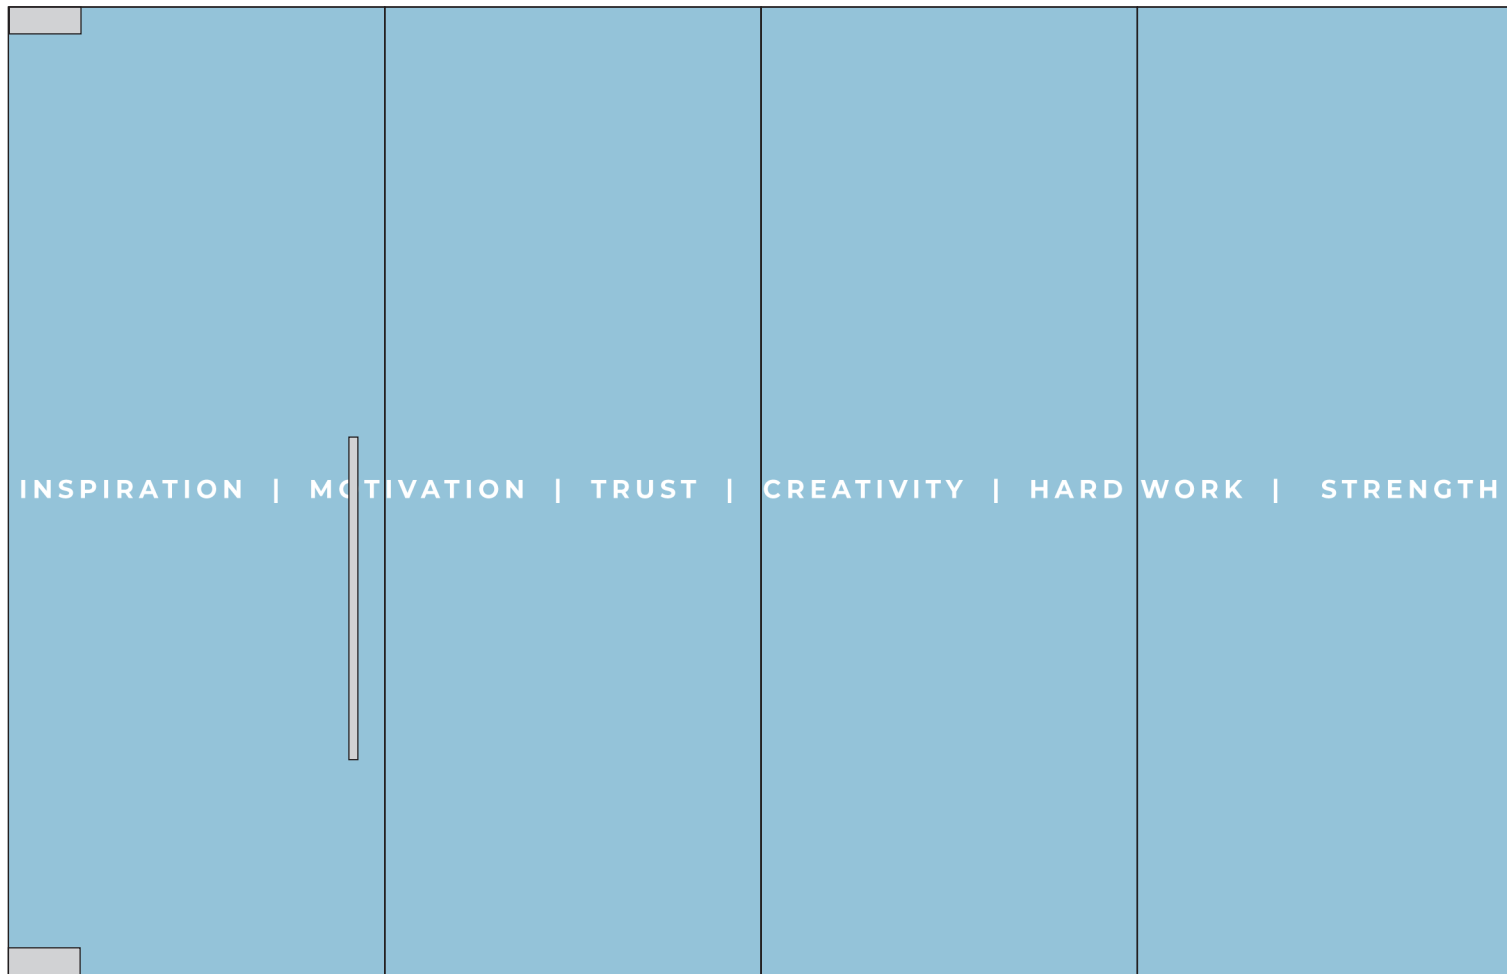 INSPIRATION | MOTIVATION | TRUST | CREATIVITY | HARD WORK | STRENGTH